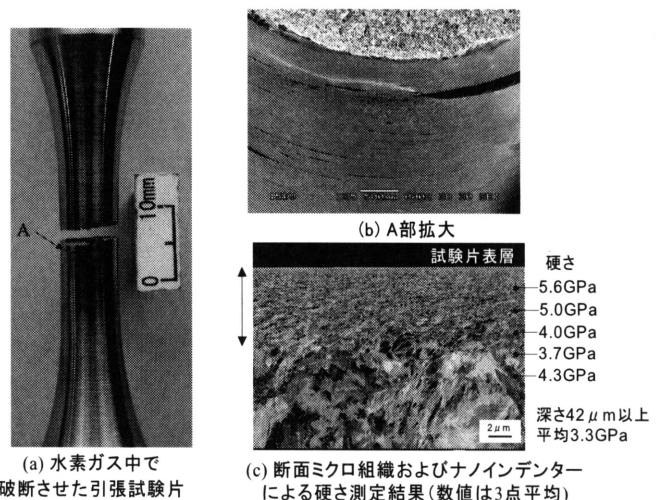 A
10mm
0
(a) 水素ガス中で
破断させた引張試験片
(b) A部拡大
試験片表層
硬さ
5.6GPa
5.0GPa
4.0GPa
3.7GPa
4.3GPa
深さ42μm以上
平均3.3GPa
2μm
(c) 断面ミクロ組織およびナノインデンター
による硬さ測定結果(数値は3点平均)